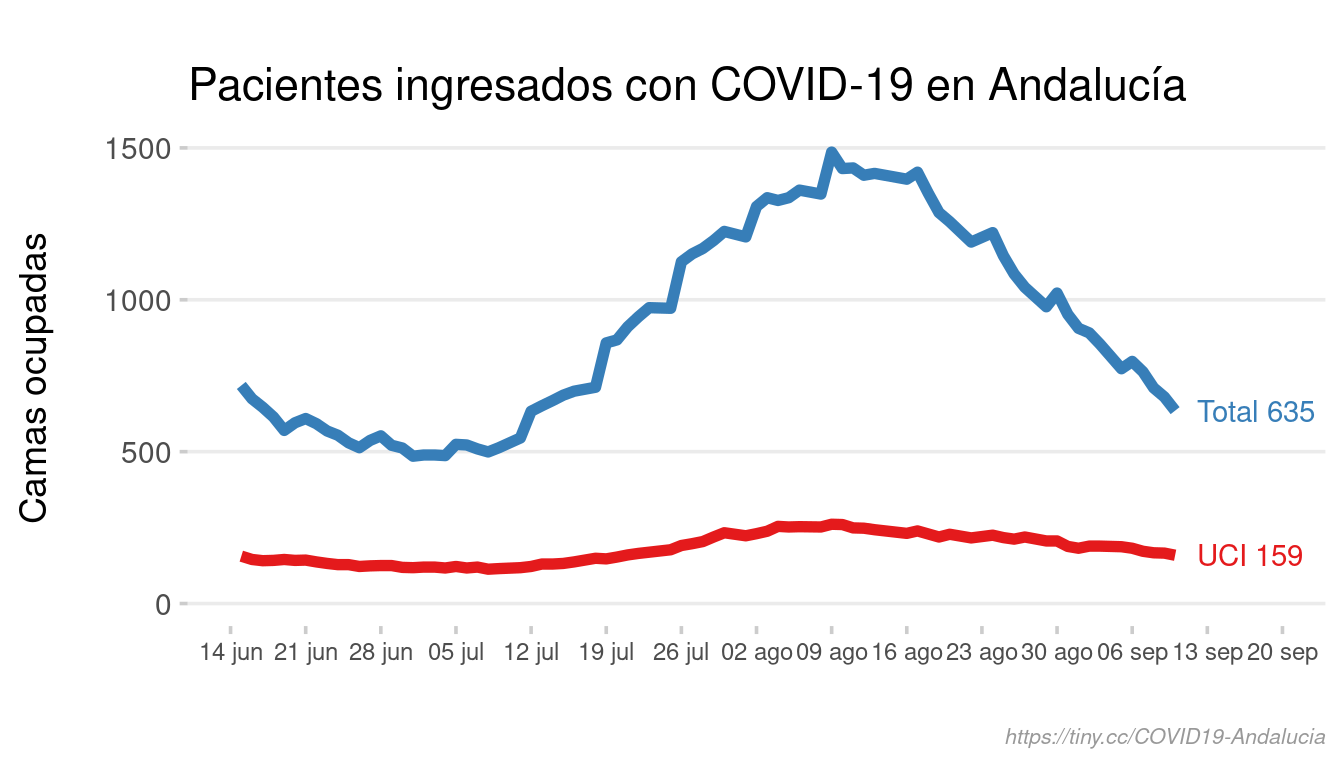 Pacientes ingresados con COVID-19 en Andalucía
Camas ocupadas
1500
1000
500
0
Total 635
UCI 159
14 jun 21 jun 28 jun 05 jul 12 jul 19 jul 26 jul 02 ago 09 ago 16 ago 23 ago 30 ago 06 sep 13 sep 20 sep
https://tiny.cc/COVID19-Andalucia